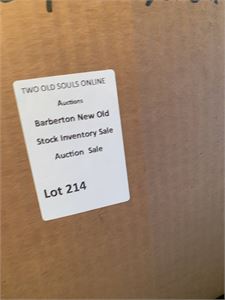 TWO OLD SOULS ONLINE
Auctions
Barberton New Old
Stock Inventory Sale
Auction Sale
Lot 214